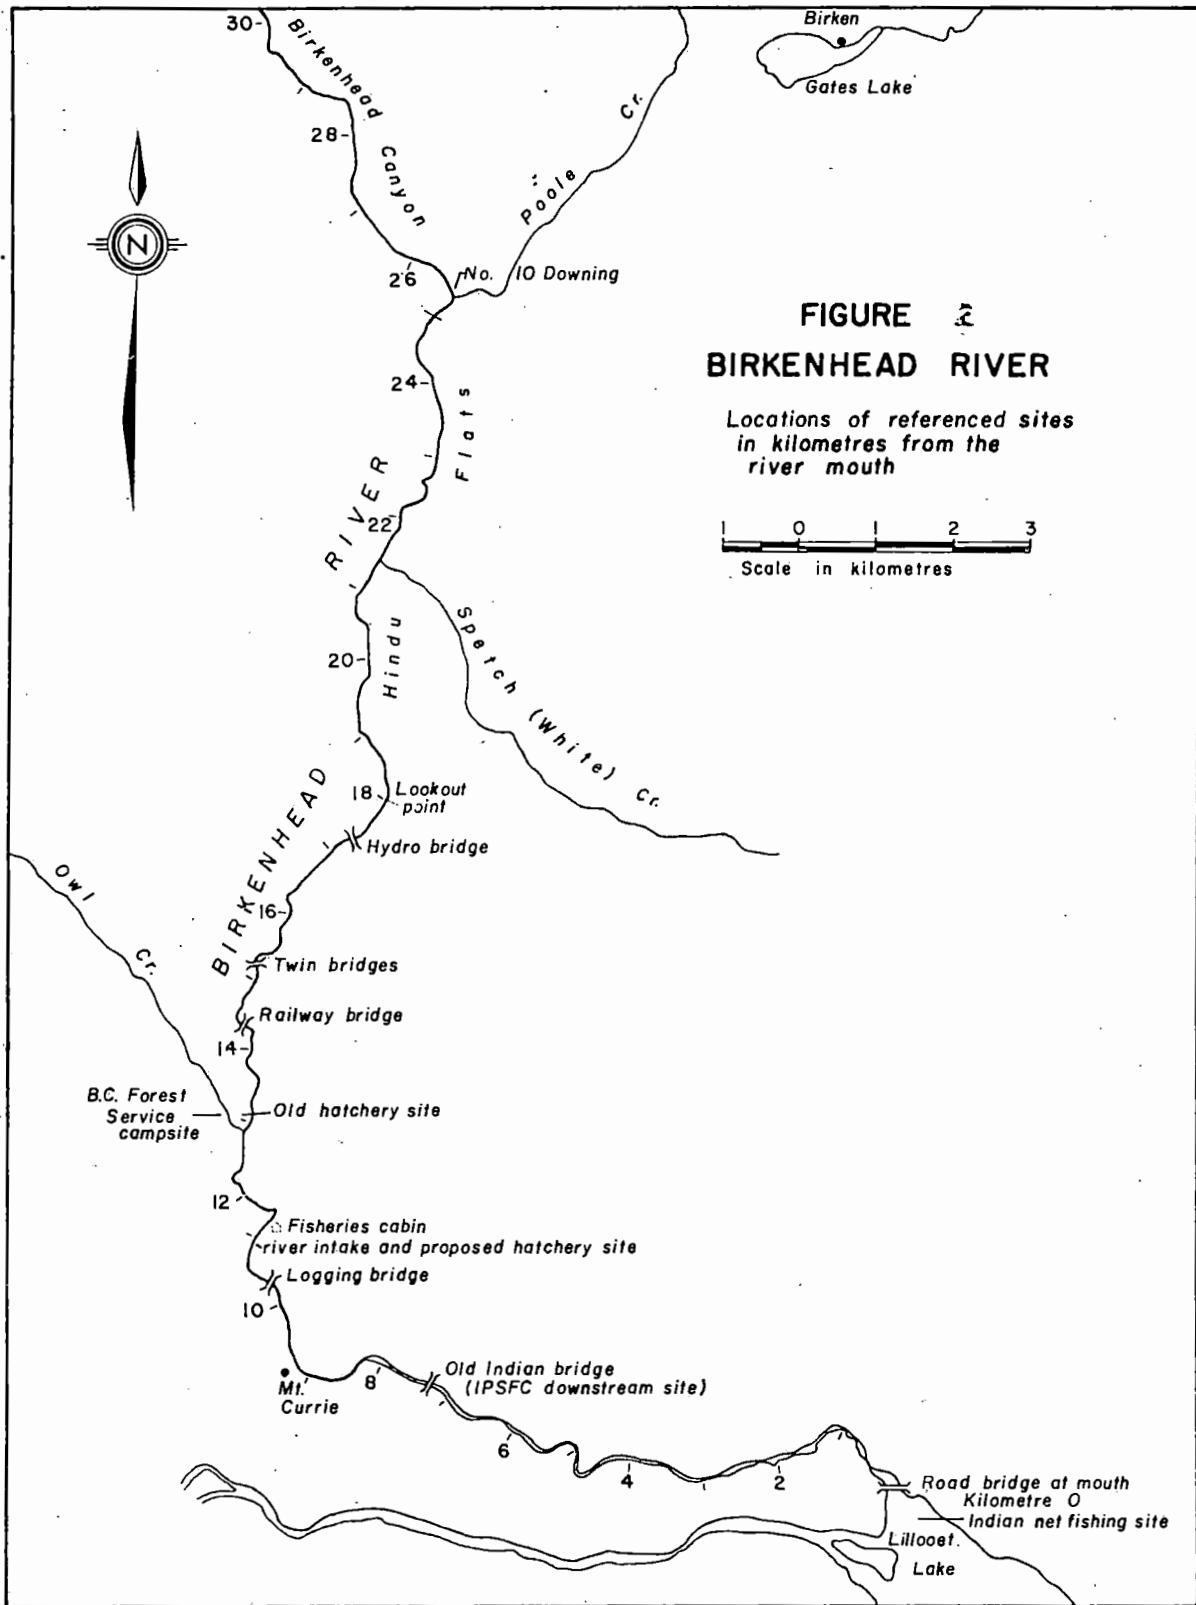 30-
Birkenhead Canyon
Birken
Gates Lake
28-
Poole Cr.
N
26
No. 10 Downing
FIGURE
BIRKENHEAD RIVER
Locations of referenced sites
in kilometres from the
river mouth
1 0 1 2 3
Scale in kilometres
24-
Hindu Flats
22
BIRKENHEAD RIVER
Spetch (White) Cr.
20-
18-
Lookout
point
Hydro bridge
Owl Cr.
16-
Twin bridges
Railway bridge
14-
B.C. Forest
Service
campsite
Old hatchery site
12
Fisheries cabin
river intake and proposed hatchery site
Logging bridge
10
Mt.
Currie
8
Old Indian bridge
(IPSFC downstream site)
6
4
2
Road bridge at mouth
Kilometre 0
Indian net fishing site
Lillooet.
Lake